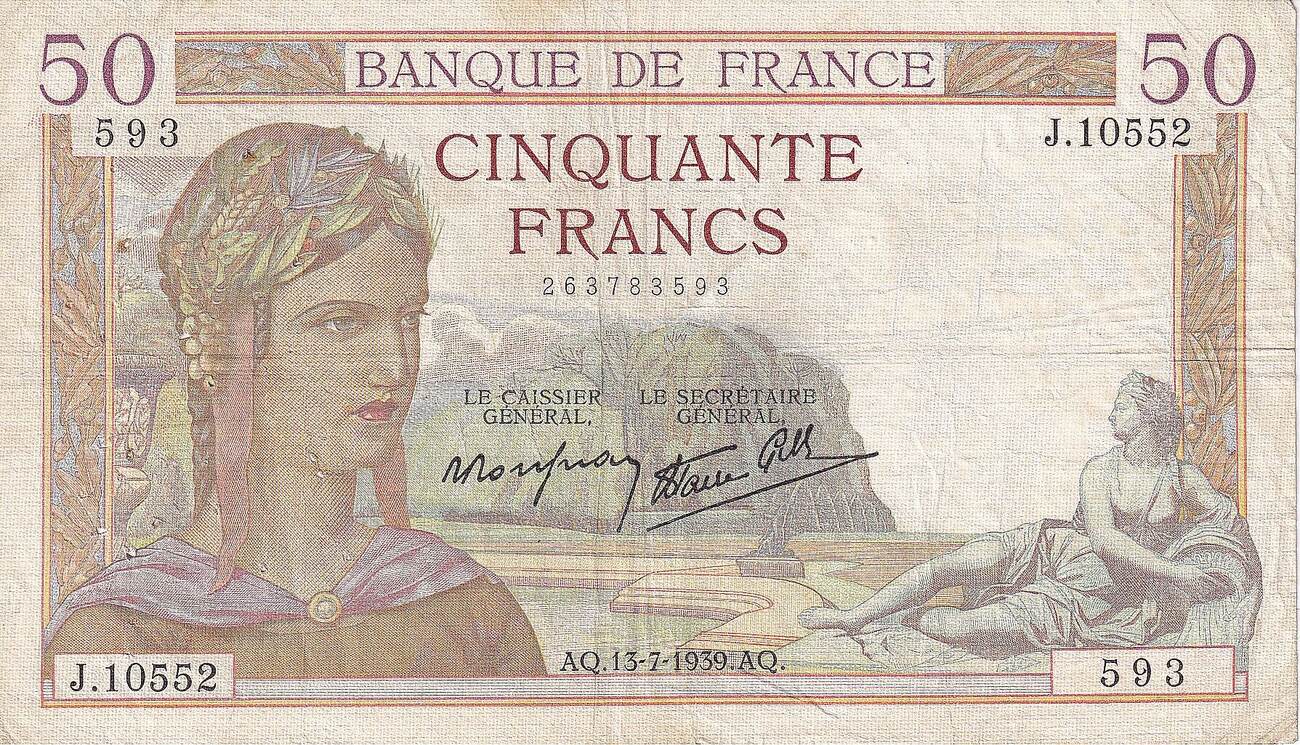 50 BANQUE DE FRANCE 50
593 J.10552
CINQUANTE
FRANCS
263783593
LE CAISSIER LE SECRÉTAIRE
GÉNÉRAL, GÉNÉRAL,
J.10552 AQ.13-7-1939.AQ. 593